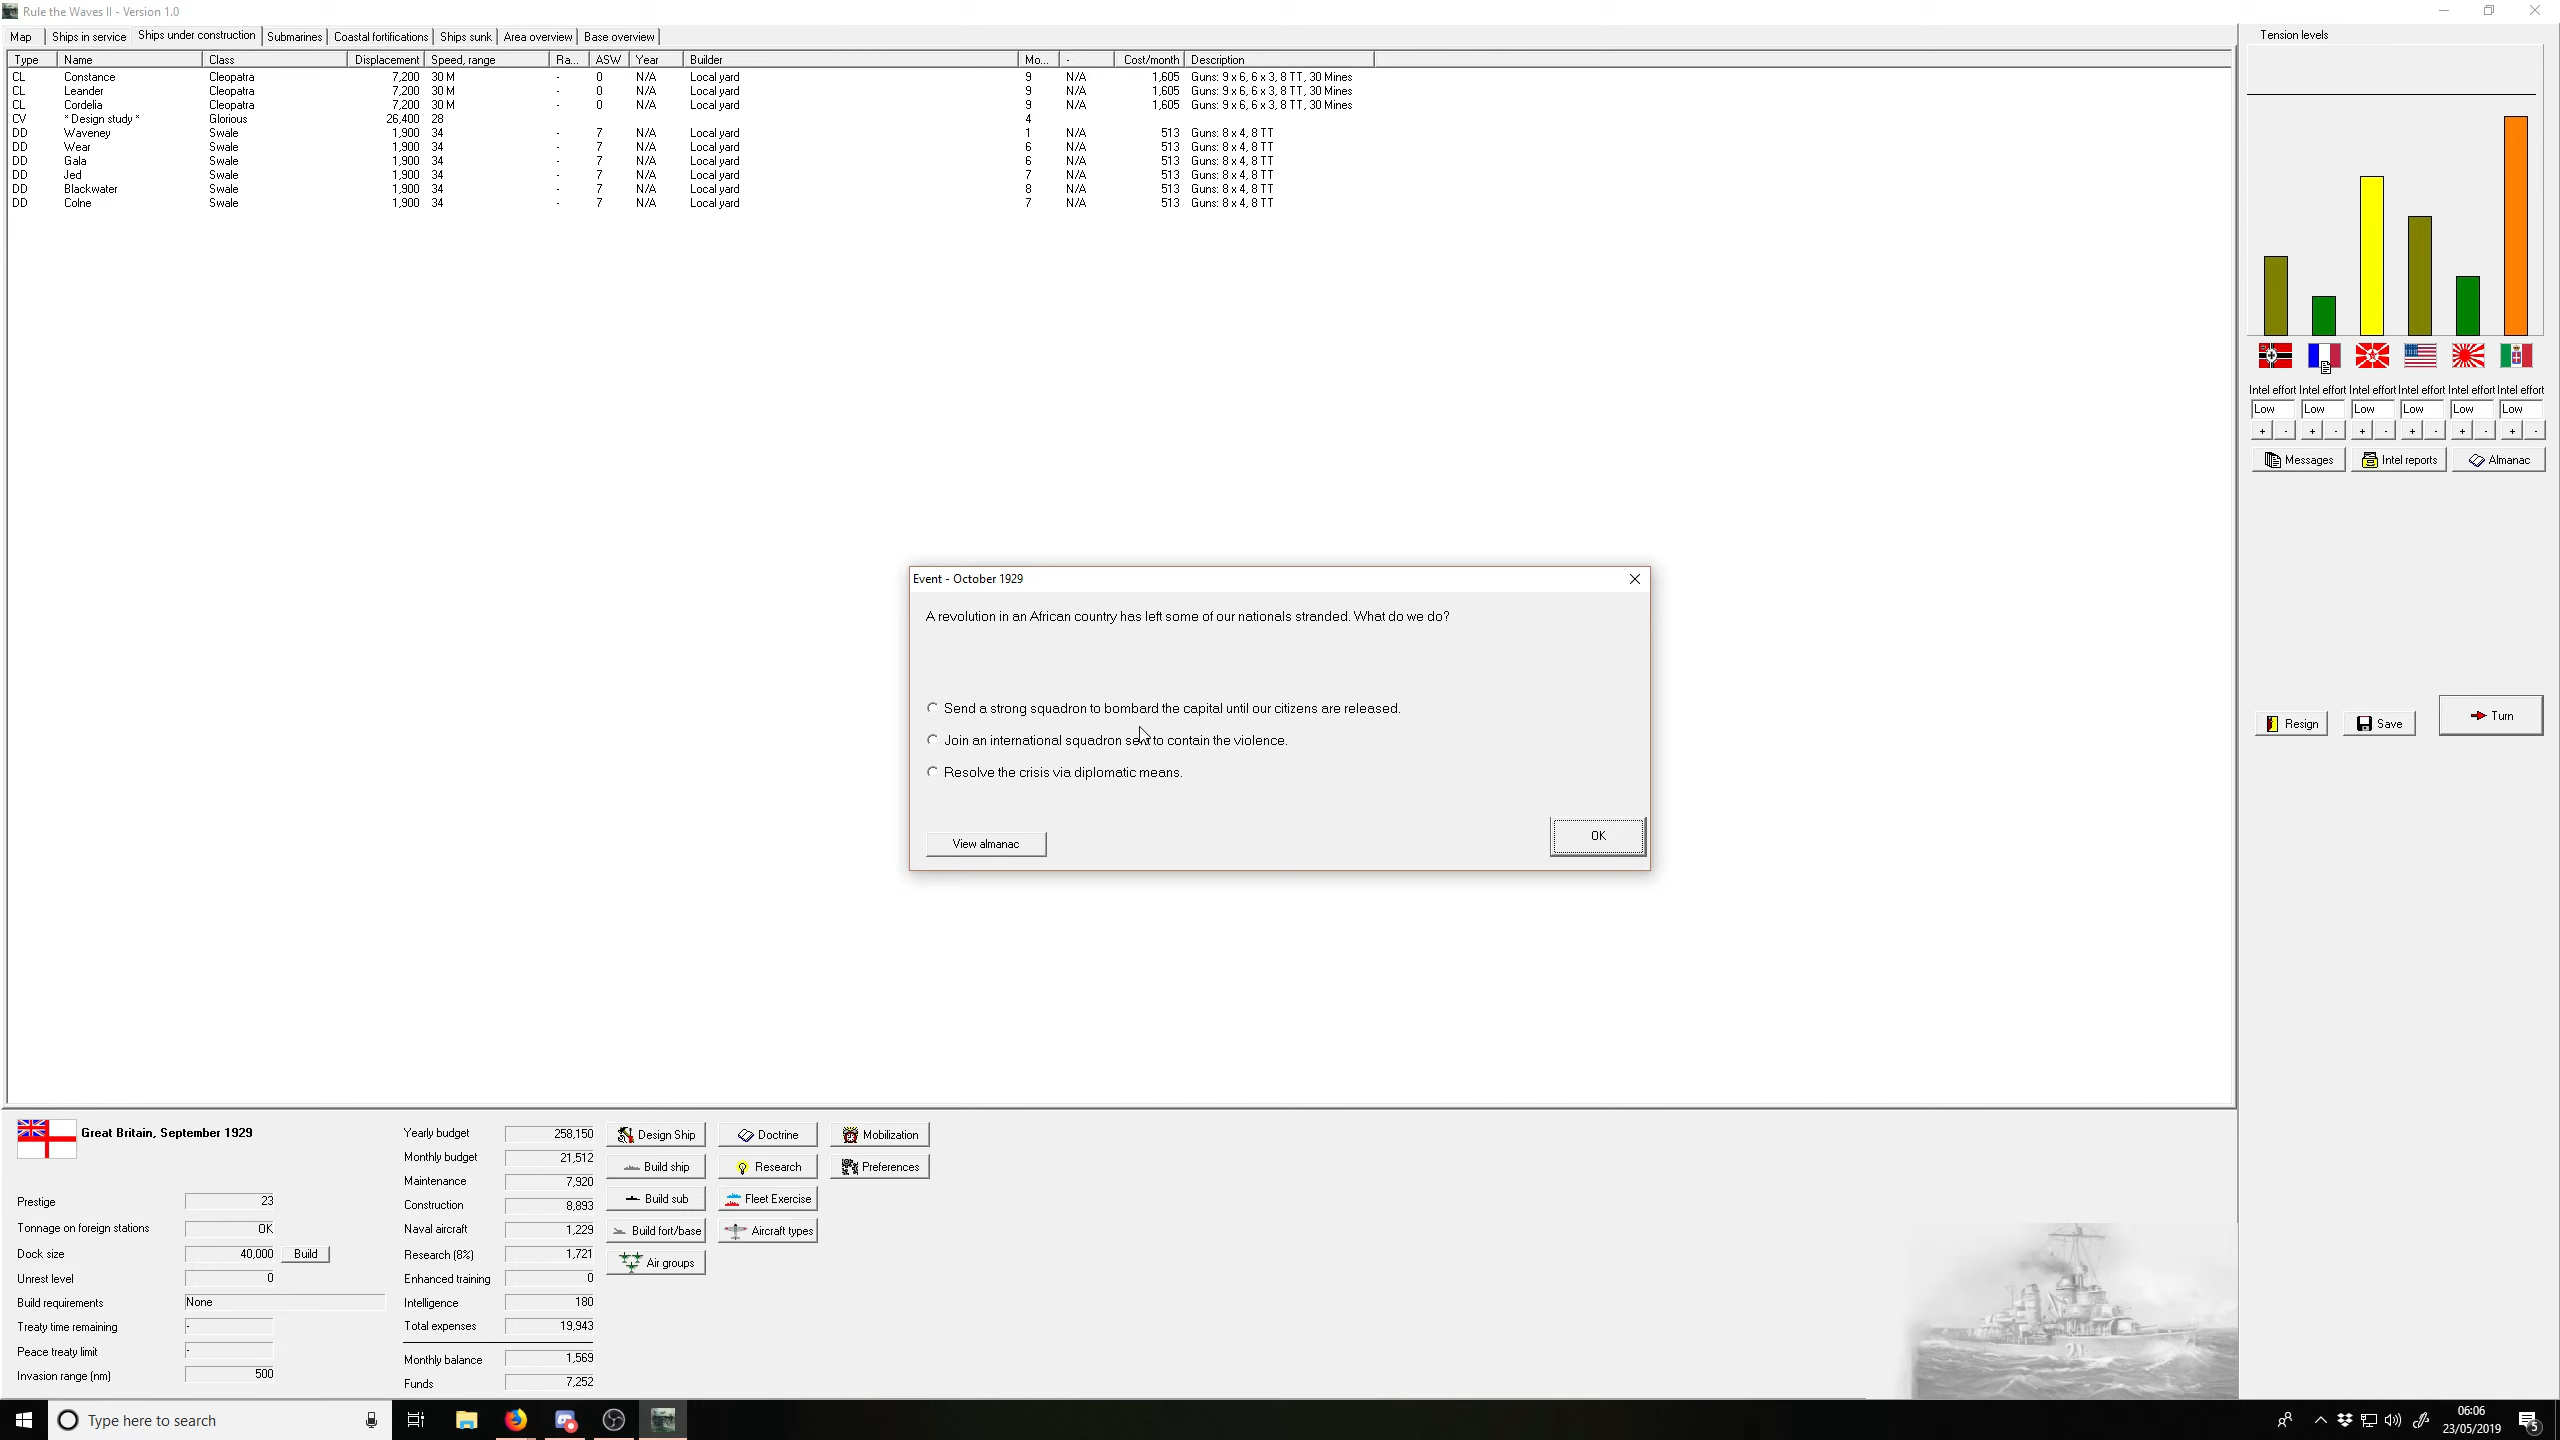 Rule the Waves II - Version 1.0
Map Ships in service Ships under construction Submarines Coastal fortifications Ships sunk Area overview Base overview
Type Name Class Displacement Speed, range Ra... ASW Year Builder Mo... - Cost/month Description
CL Constance Cleopatra 7,200 30 M - 0 N/A Local yard 9 N/A 1,605 Guns: 9 x 6, 6 x 3, 8 TT, 30 Mines
CL Leander Cleopatra 7,200 30 M - 0 N/A Local yard 9 N/A 1,605 Guns: 9 x 6, 6 x 3, 8 TT, 30 Mines
CL Cordelia Cleopatra 7,200 30 M - 0 N/A Local yard 9 N/A 1,605 Guns: 9 x 6, 6 x 3, 8 TT, 30 Mines
CV * Design study * Glorious 26,400 28 4
DD Waveney Swale 1,900 34 - 7 N/A Local yard 1 N/A 513 Guns: 8 x 4, 8 TT
DD Wear Swale 1,900 34 - 7 N/A Local yard 6 N/A 513 Guns: 8 x 4, 8 TT
DD Gala Swale 1,900 34 - 7 N/A Local yard 6 N/A 513 Guns: 8 x 4, 8 TT
DD Jed Swale 1,900 34 - 7 N/A Local yard 7 N/A 513 Guns: 8 x 4, 8 TT
DD Blackwater Swale 1,900 34 - 7 N/A Local yard 8 N/A 513 Guns: 8 x 4, 8 TT
DD Colne Swale 1,900 34 - 7 N/A Local yard 7 N/A 513 Guns: 8 x 4, 8 TT
Tension levels
Intel effort Intel effort Intel effort Intel effort Intel effort Intel effort
Low Low Low Low Low Low
+ - + - + - + - + - + -
Messages Intel reports Almanac
Resign Save Turn
Event - October 1929
A revolution in an African country has left some of our nationals stranded. What do we do?
Send a strong squadron to bombard the capital until our citizens are released.
Join an international squadron sent to contain the violence.
Resolve the crisis via diplomatic means.
View almanac OK
Great Britain, September 1929
Prestige 23
Tonnage on foreign stations OK
Dock size 40,000 Build
Unrest level 0
Build requirements None
Treaty time remaining -
Peace treaty limit -
Invasion range (nm) 500
Yearly budget 258,150
Monthly budget 21,512
Maintenance 7,920
Construction 8,893
Naval aircraft 1,229
Research (8%) 1,721
Enhanced training 0
Intelligence 180
Total expenses 19,943
Monthly balance 1,569
Funds 7,252
Design Ship Doctrine Mobilization
Build ship Research Preferences
Build sub Fleet Exercise
Build fort/base Aircraft types
Air groups
Type here to search
06:06
23/05/2019
5